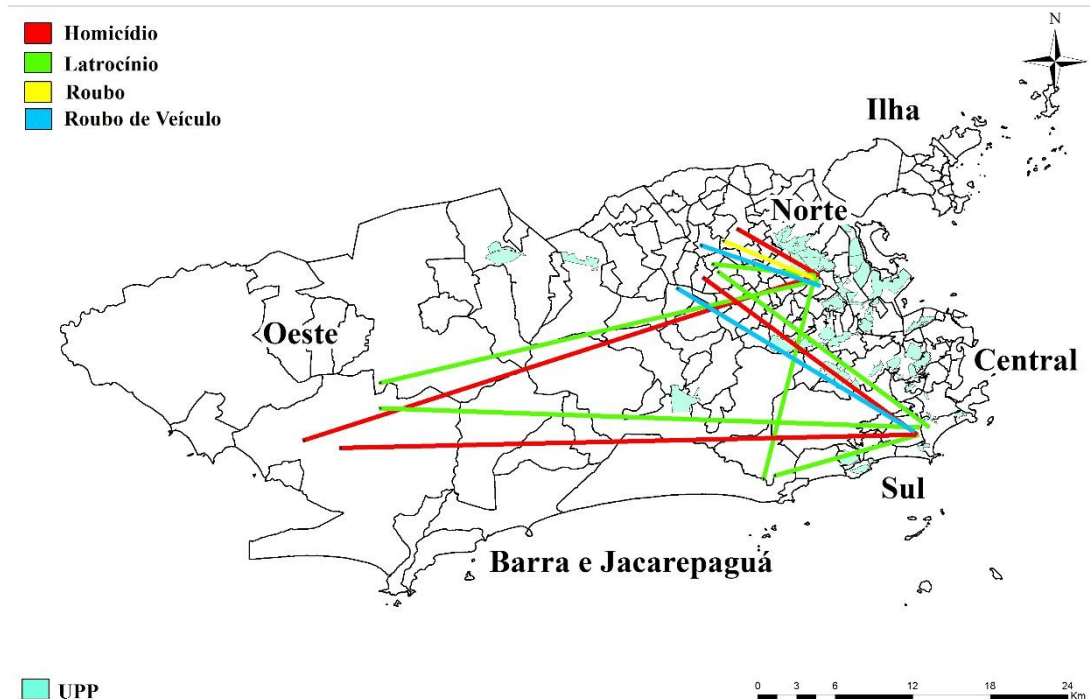 Homicídio
Latrocínio
Roubo
Roubo de Veículo
N
Ilha
Norte
Oeste
Central
Sul
Barra e Jacarepaguá
UPP
0 3 6 12 18 24
Km